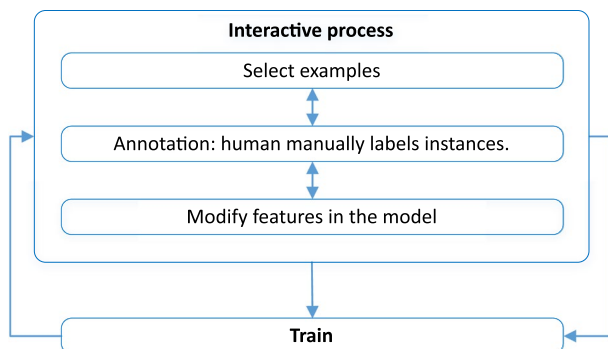 Interactive process
Select examples
Annotation: human manually labels instances.
Modify features in the model
Train